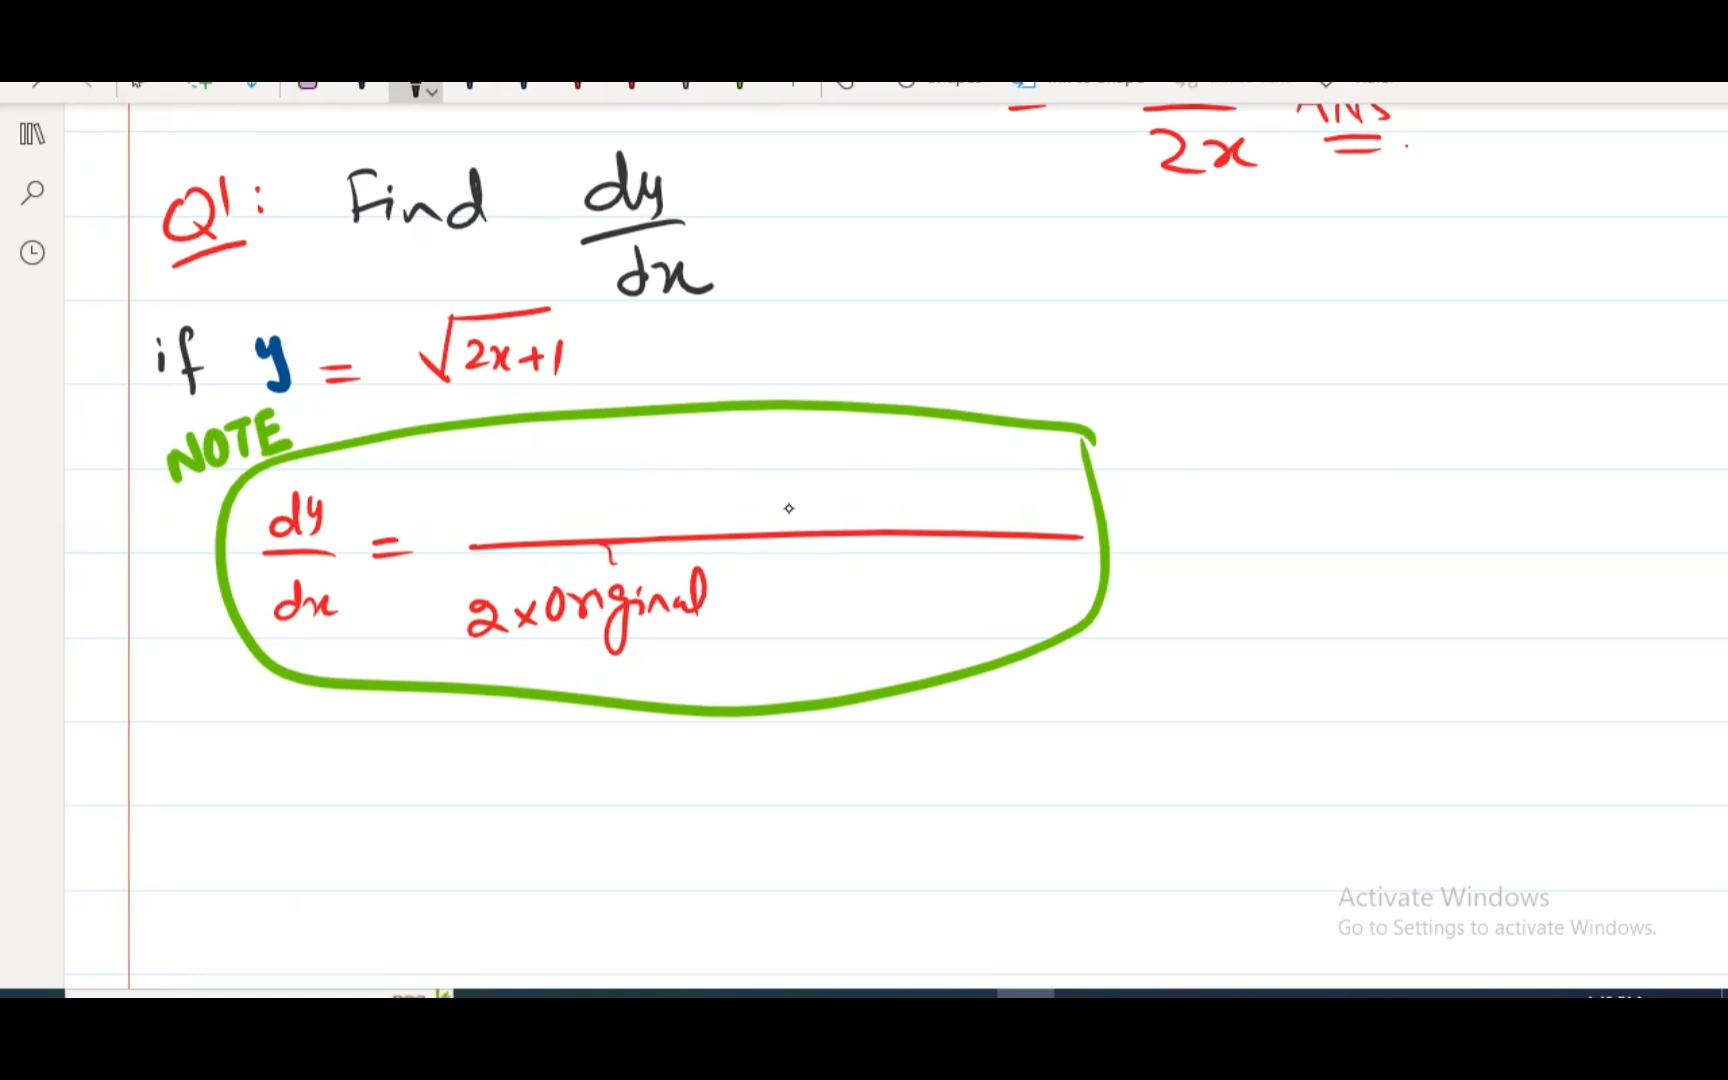 = 2x ANS
Q1: Find dy/dx
if y = √2x+1
NOTE
dy/dx = /2×Original
Activate Windows
Go to Settings to activate Windows.